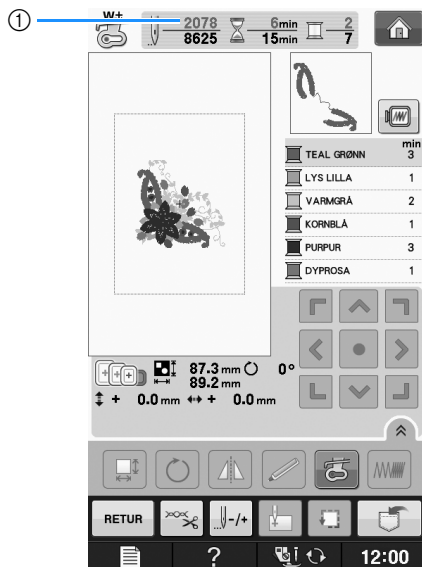 ① W+ 2078 6min 2
8625 15min 7
min
TEAL GRØNN 3
LYS LILLA 1
VARMGRÅ 2
KORNBLÅ 1
PURPUR 3
DYPROSA 1
87.3 mm 0°
89.2 mm
+ 0.0 mm + 0.0 mm
RETUR -/+
? 12:00